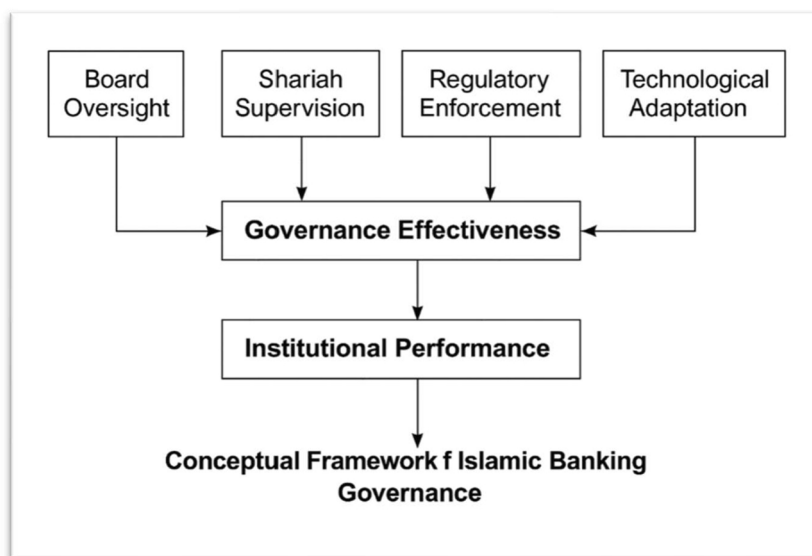 Board
Oversight
Shariah
Supervision
Regulatory
Enforcement
Technological
Adaptation
Governance Effectiveness
Institutional Performance
Conceptual Framework f Islamic Banking
Governance